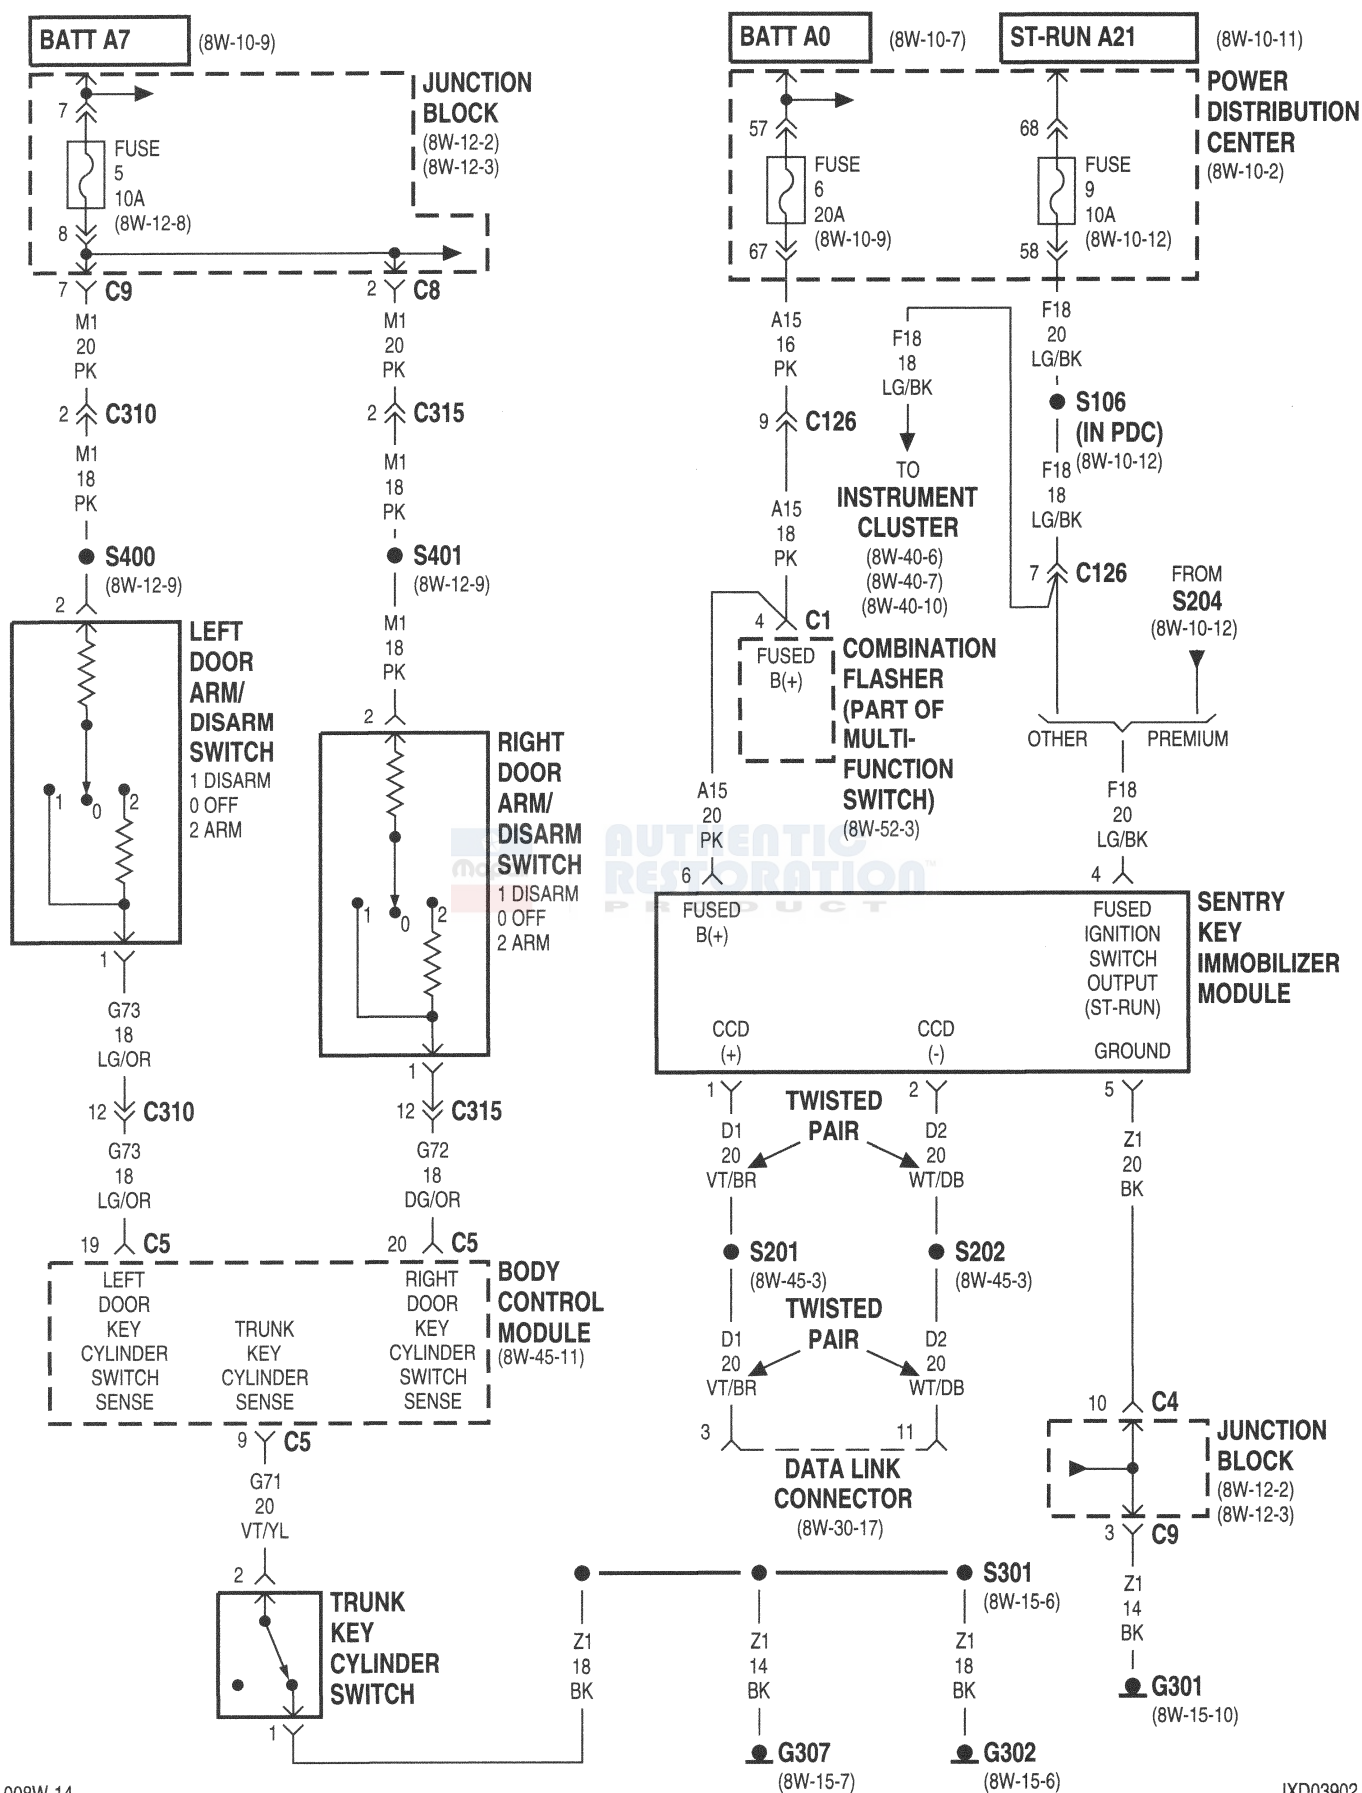 BATT A7
(8W-10-9)
JUNCTION
BLOCK
(8W-12-2)
(8W-12-3)
7
FUSE
5
10A
(8W-12-8)
8
7
C9
2
C8
M1
20
PK
M1
20
PK
2
C310
2
C315
M1
18
PK
M1
18
PK
S400
(8W-12-9)
S401
(8W-12-9)
2
LEFT
DOOR
ARM/
DISARM
SWITCH
1 DISARM
0 OFF
2 ARM
1
0
2
M1
18
PK
2
RIGHT
DOOR
ARM/
DISARM
SWITCH
1 DISARM
0 OFF
2 ARM
1
0
2
1
G73
18
LG/OR
1
12
C310
12
C315
G73
18
LG/OR
G72
18
DG/OR
19
C5
20
C5
LEFT
DOOR
KEY
CYLINDER
SWITCH
SENSE
TRUNK
KEY
CYLINDER
SENSE
RIGHT
DOOR
KEY
CYLINDER
SWITCH
SENSE
BODY
CONTROL
MODULE
(8W-45-11)
9
C5
G71
20
VT/YL
2
TRUNK
KEY
CYLINDER
SWITCH
1
BATT A0
(8W-10-7)
ST-RUN A21
(8W-10-11)
POWER
DISTRIBUTION
CENTER
(8W-10-2)
57
FUSE
6
20A
(8W-10-9)
67
68
FUSE
9
10A
(8W-10-12)
58
A15
16
PK
F18
18
LG/BK
F18
20
LG/BK
9
C126
S106
(IN PDC)
(8W-10-12)
TO
INSTRUMENT
CLUSTER
(8W-40-6)
(8W-40-7)
(8W-40-10)
F18
18
LG/BK
A15
18
PK
7
C126
FROM
S204
(8W-10-12)
4
C1
FUSED
B(+)
COMBINATION
FLASHER
(PART OF
MULTI-
FUNCTION
SWITCH)
(8W-52-3)
OTHER
PREMIUM
A15
20
PK
F18
20
LG/BK
Mopar
AUTHENTIC
RESTORATION™
PRODUCT
6
4
FUSED
B(+)
FUSED
IGNITION
SWITCH
OUTPUT
(ST-RUN)
SENTRY
KEY
IMMOBILIZER
MODULE
CCD
(+)
CCD
(-)
GROUND
1
2
5
TWISTED
PAIR
D1
20
VT/BR
D2
20
WT/DB
Z1
20
BK
S201
(8W-45-3)
S202
(8W-45-3)
TWISTED
PAIR
D1
20
VT/BR
D2
20
WT/DB
3
11
DATA LINK
CONNECTOR
(8W-30-17)
10
C4
JUNCTION
BLOCK
(8W-12-2)
(8W-12-3)
3
C9
Z1
14
BK
G301
(8W-15-10)
S301
(8W-15-6)
Z1
18
BK
Z1
14
BK
Z1
18
BK
G307
(8W-15-7)
G302
(8W-15-6)
008W-14
JXD03902